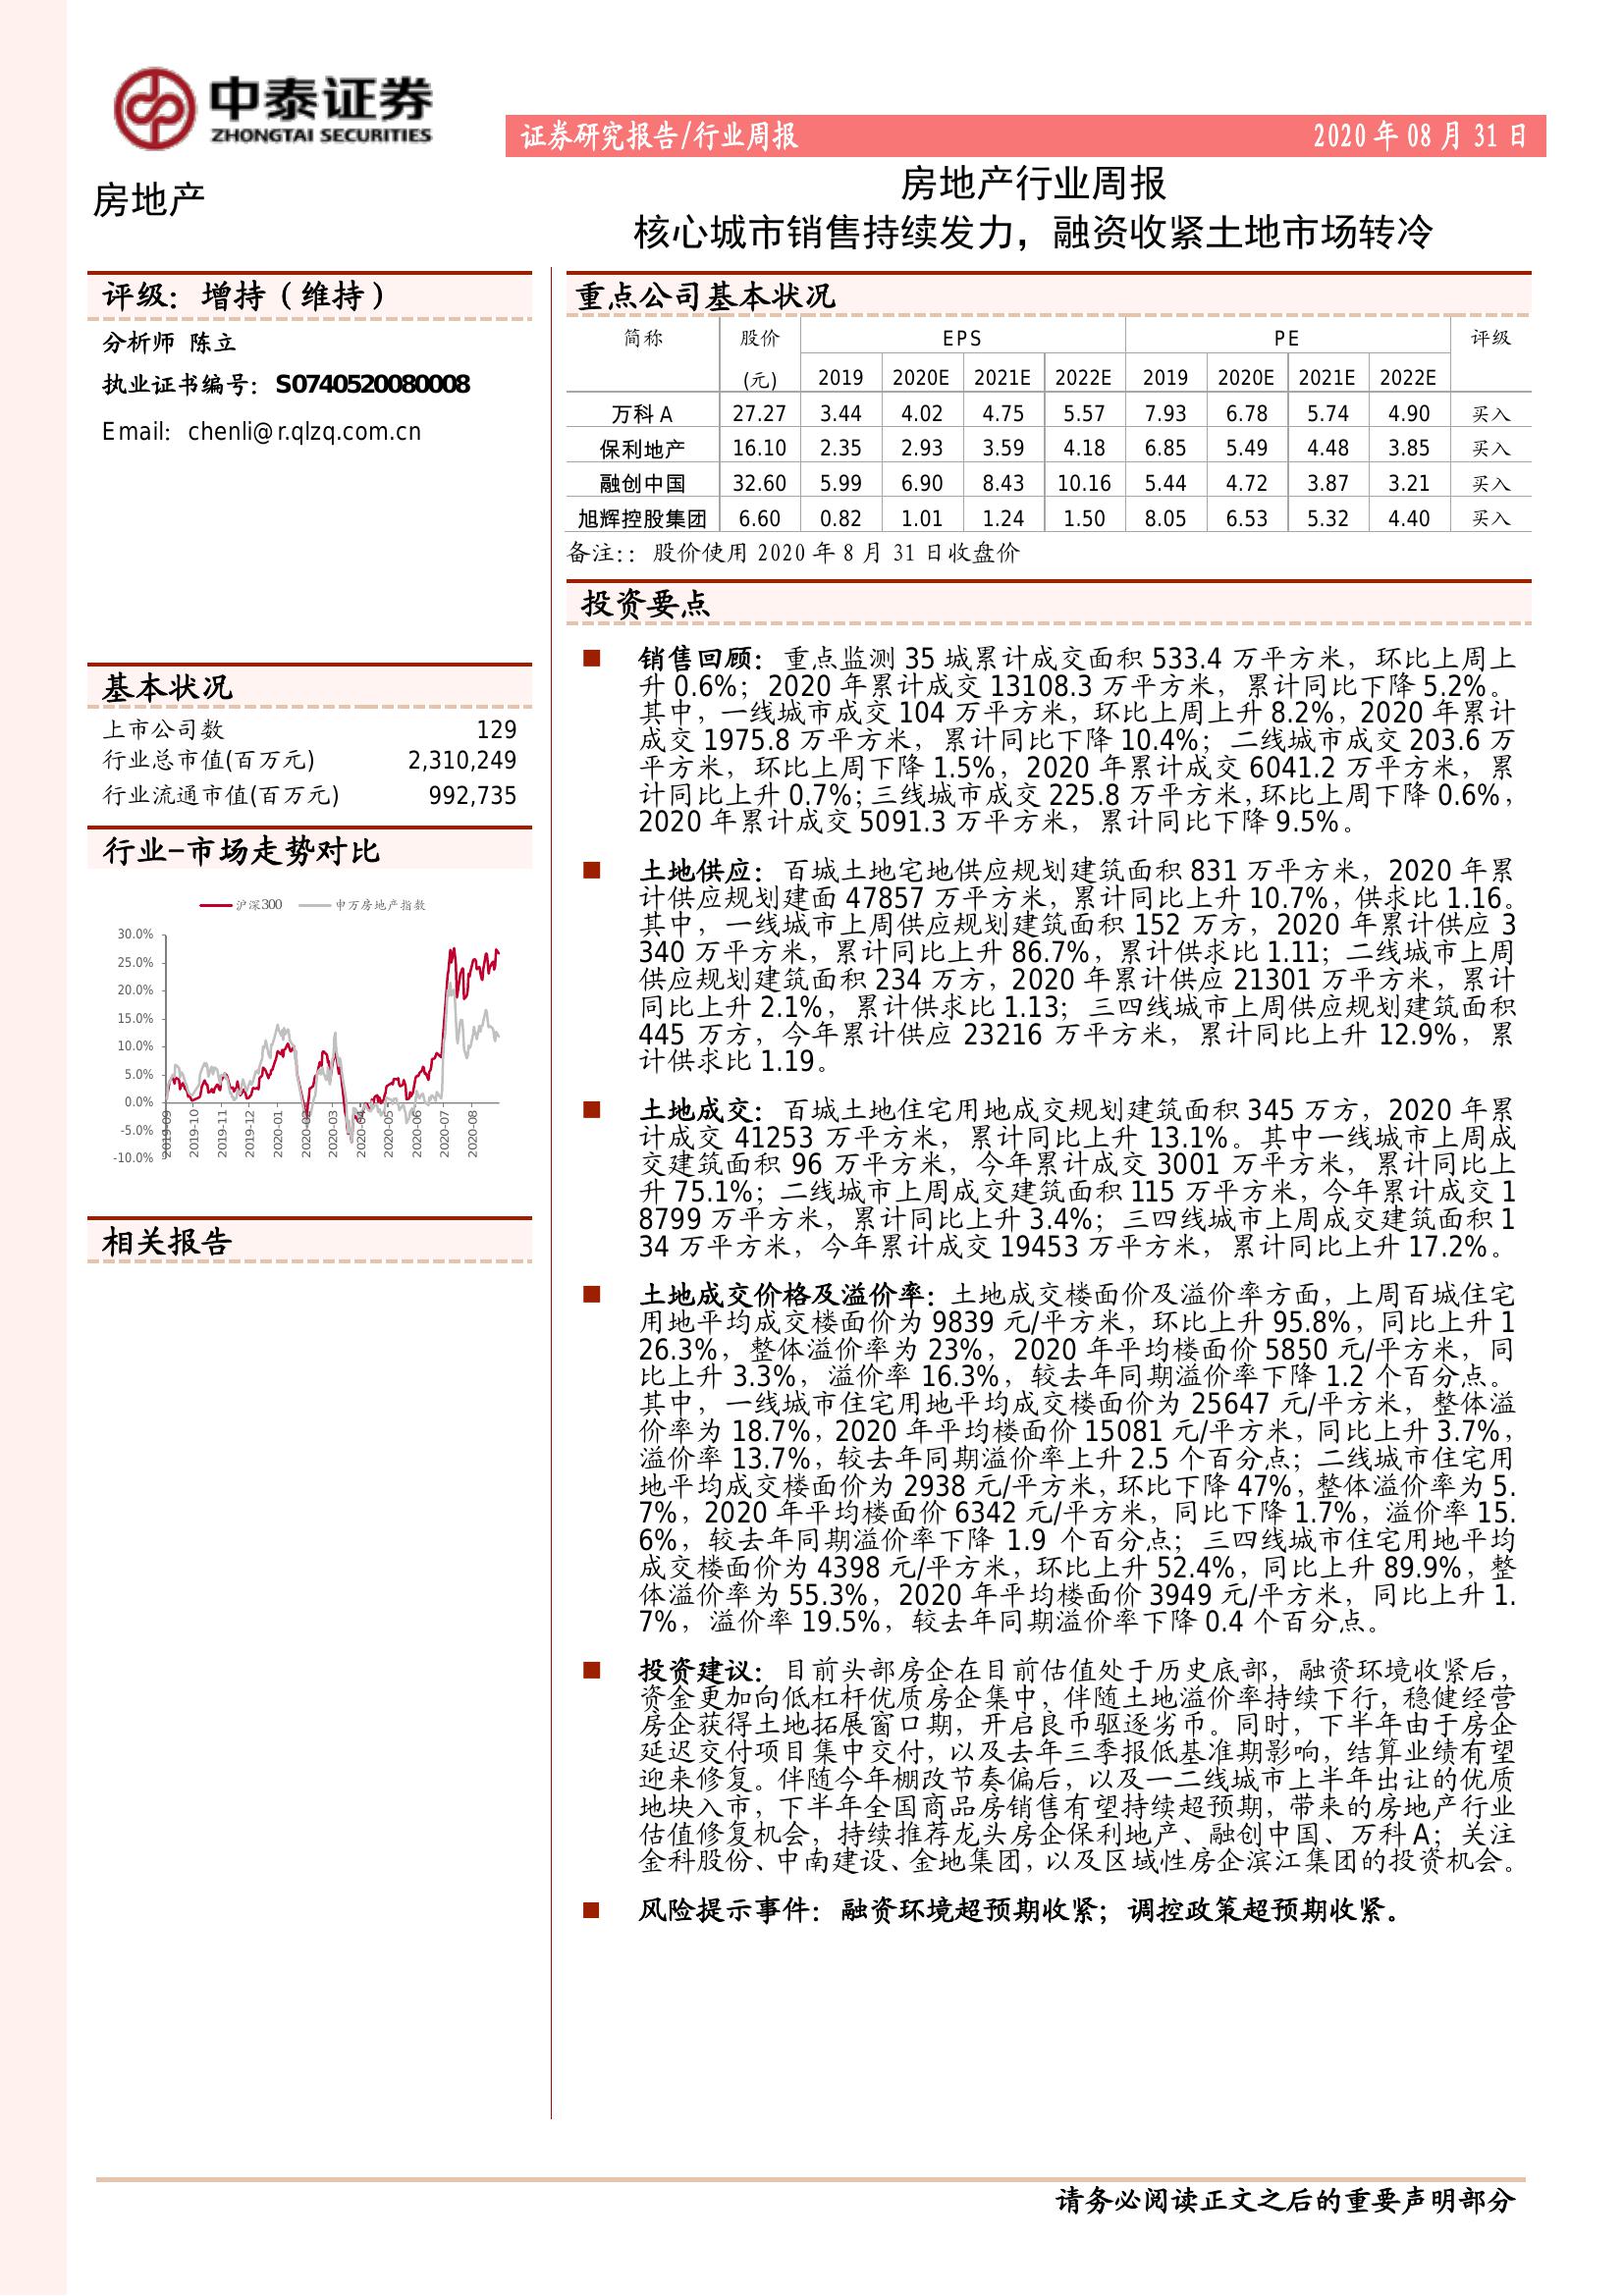 中泰证券
ZHONGTAI SECURITIES
证券研究报告/行业周报 2020 年 08 月 31 日
房地产
房地产行业周报
核心城市销售持续发力，融资收紧土地市场转冷
评级：增持（维持）
分析师 陈立
执业证书编号：S0740520080008
Email：chenli@r.qlzq.com.cn
基本状况
上市公司数 129
行业总市值(百万元) 2,310,249
行业流通市值(百万元) 992,735
行业-市场走势对比
沪深300 申万房地产指数
30.0%
25.0%
20.0%
15.0%
10.0%
5.0%
0.0%
-5.0%
-10.0%
2019-09 2019-10 2019-11 2019-12 2020-01 2020-02 2020-03 2020-04 2020-05 2020-06 2020-07 2020-08
相关报告
重点公司基本状况
简称 股价 EPS PE 评级
(元) 2019 2020E 2021E 2022E 2019 2020E 2021E 2022E
万科 A 27.27 3.44 4.02 4.75 5.57 7.93 6.78 5.74 4.90 买入
保利地产 16.10 2.35 2.93 3.59 4.18 6.85 5.49 4.48 3.85 买入
融创中国 32.60 5.99 6.90 8.43 10.16 5.44 4.72 3.87 3.21 买入
旭辉控股集团 6.60 0.82 1.01 1.24 1.50 8.05 6.53 5.32 4.40 买入
备注:：股价使用 2020 年 8 月 31 日收盘价
投资要点
■ 销售回顾：重点监测 35 城累计成交面积 533.4 万平方米，环比上周上
升 0.6%；2020 年累计成交 13108.3 万平方米，累计同比下降 5.2%。
其中，一线城市成交 104 万平方米，环比上周上升 8.2%，2020 年累计
成交 1975.8 万平方米，累计同比下降 10.4%；二线城市成交 203.6 万
平方米，环比上周下降 1.5%，2020 年累计成交 6041.2 万平方米，累
计同比上升 0.7%；三线城市成交 225.8 万平方米，环比上周下降 0.6%，
2020 年累计成交 5091.3 万平方米，累计同比下降 9.5%。
■ 土地供应：百城土地宅地供应规划建筑面积 831 万平方米，2020 年累
计供应规划建面 47857 万平方米，累计同比上升 10.7%，供求比 1.16。
其中，一线城市上周供应规划建筑面积 152 万方，2020 年累计供应 3
340 万平方米，累计同比上升 86.7%，累计供求比 1.11；二线城市上周
供应规划建筑面积 234 万方，2020 年累计供应 21301 万平方米，累计
同比上升 2.1%，累计供求比 1.13；三四线城市上周供应规划建筑面积
445 万方，今年累计供应 23216 万平方米，累计同比上升 12.9%，累
计供求比 1.19。
■ 土地成交：百城土地住宅用地成交规划建筑面积 345 万方，2020 年累
计成交 41253 万平方米，累计同比上升 13.1%。其中一线城市上周成
交建筑面积 96 万平方米，今年累计成交 3001 万平方米，累计同比上
升 75.1%；二线城市上周成交建筑面积 115 万平方米，今年累计成交 1
8799 万平方米，累计同比上升 3.4%；三四线城市上周成交建筑面积 1
34 万平方米，今年累计成交 19453 万平方米，累计同比上升 17.2%。
■ 土地成交价格及溢价率：土地成交楼面价及溢价率方面，上周百城住宅
用地平均成交楼面价为 9839 元/平方米，环比上升 95.8%，同比上升 1
26.3%，整体溢价率为 23%，2020 年平均楼面价 5850 元/平方米，同
比上升 3.3%，溢价率 16.3%，较去年同期溢价率下降 1.2 个百分点。
其中，一线城市住宅用地平均成交楼面价为 25647 元/平方米，整体溢
价率为 18.7%，2020 年平均楼面价 15081 元/平方米，同比上升 3.7%，
溢价率 13.7%，较去年同期溢价率上升 2.5 个百分点；二线城市住宅用
地平均成交楼面价为 2938 元/平方米，环比下降 47%，整体溢价率为 5.
7%，2020 年平均楼面价 6342 元/平方米，同比下降 1.7%，溢价率 15.
6%，较去年同期溢价率下降 1.9 个百分点；三四线城市住宅用地平均
成交楼面价为 4398 元/平方米，环比上升 52.4%，同比上升 89.9%，整
体溢价率为 55.3%，2020 年平均楼面价 3949 元/平方米，同比上升 1.
7%，溢价率 19.5%，较去年同期溢价率下降 0.4 个百分点。
■ 投资建议：目前头部房企在目前估值处于历史底部，融资环境收紧后，
资金更加向低杠杆优质房企集中，伴随土地溢价率持续下行，稳健经营
房企获得土地拓展窗口期，开启良币驱逐劣币。同时，下半年由于房企
延迟交付项目集中交付，以及去年三季报低基准期影响，结算业绩有望
迎来修复。伴随今年棚改节奏偏后，以及一二线城市上半年出让的优质
地块入市，下半年全国商品房销售有望持续超预期，带来的房地产行业
估值修复机会，持续推荐龙头房企保利地产、融创中国、万科 A；关注
金科股份、中南建设、金地集团，以及区域性房企滨江集团的投资机会。
■ 风险提示事件：融资环境超预期收紧；调控政策超预期收紧。
请务必阅读正文之后的重要声明部分